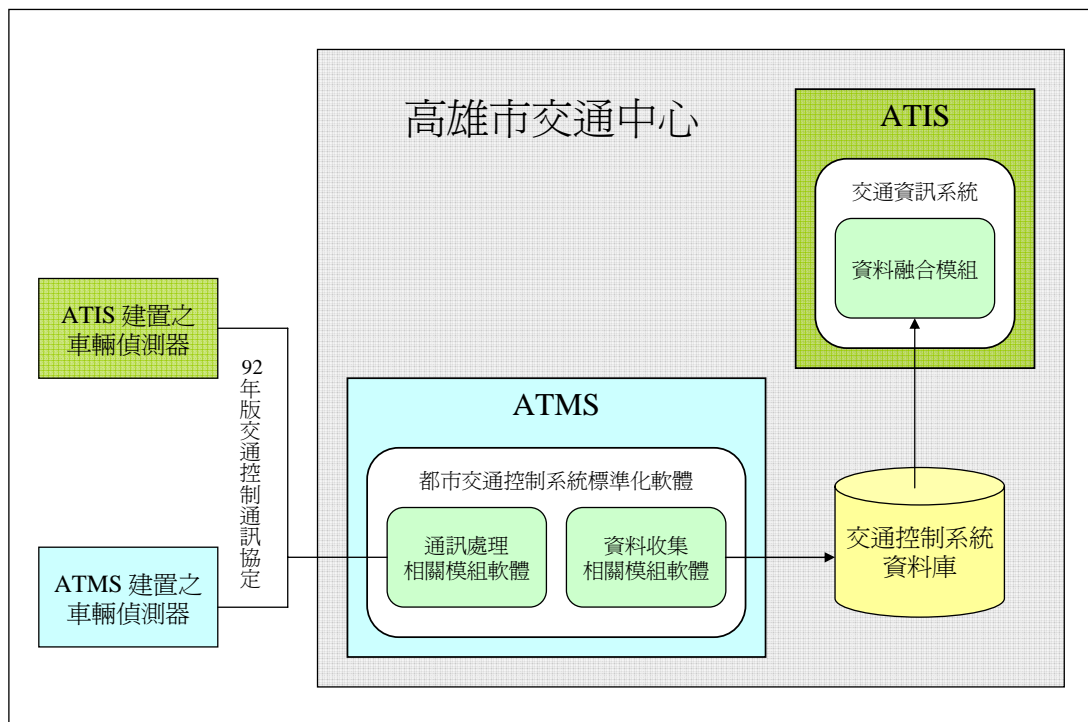 高雄市交通中心
ATIS
交通資訊系統
資料融合模組
ATIS 建置之
車輛偵測器
92年版交通控制通訊協定
ATMS 建置之
車輛偵測器
ATMS
都市交通控制系統標準化軟體
通訊處理
相關模組軟體
資料收集
相關模組軟體
交通控制系統
資料庫